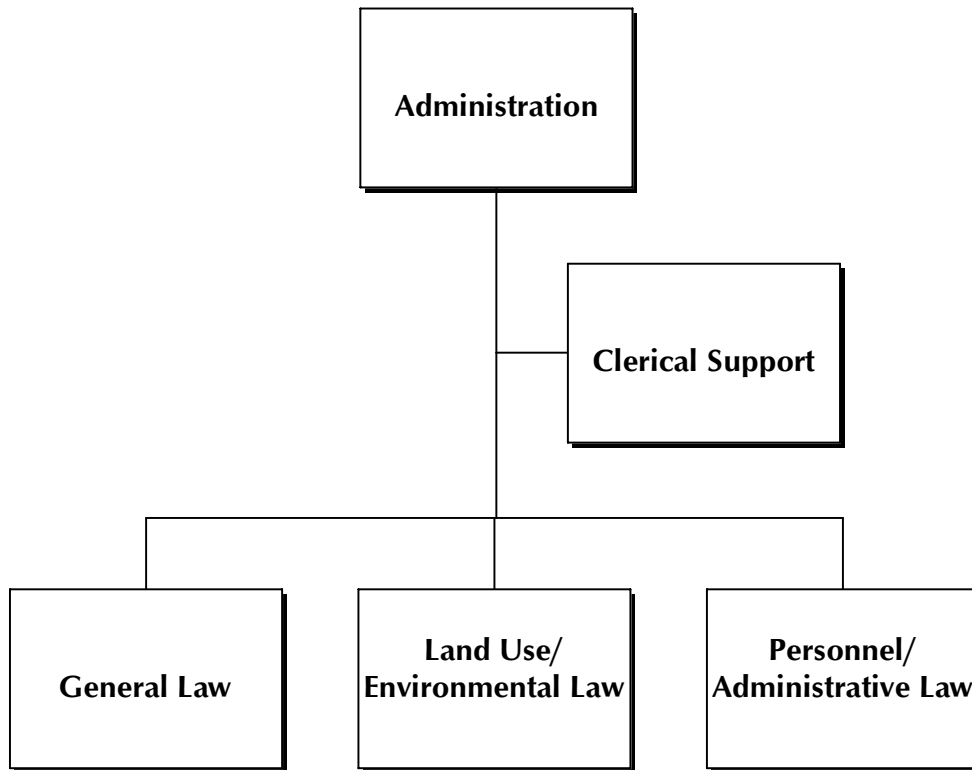 Administration
Clerical Support
General Law
Land Use/
Environmental Law
Personnel/
Administrative Law